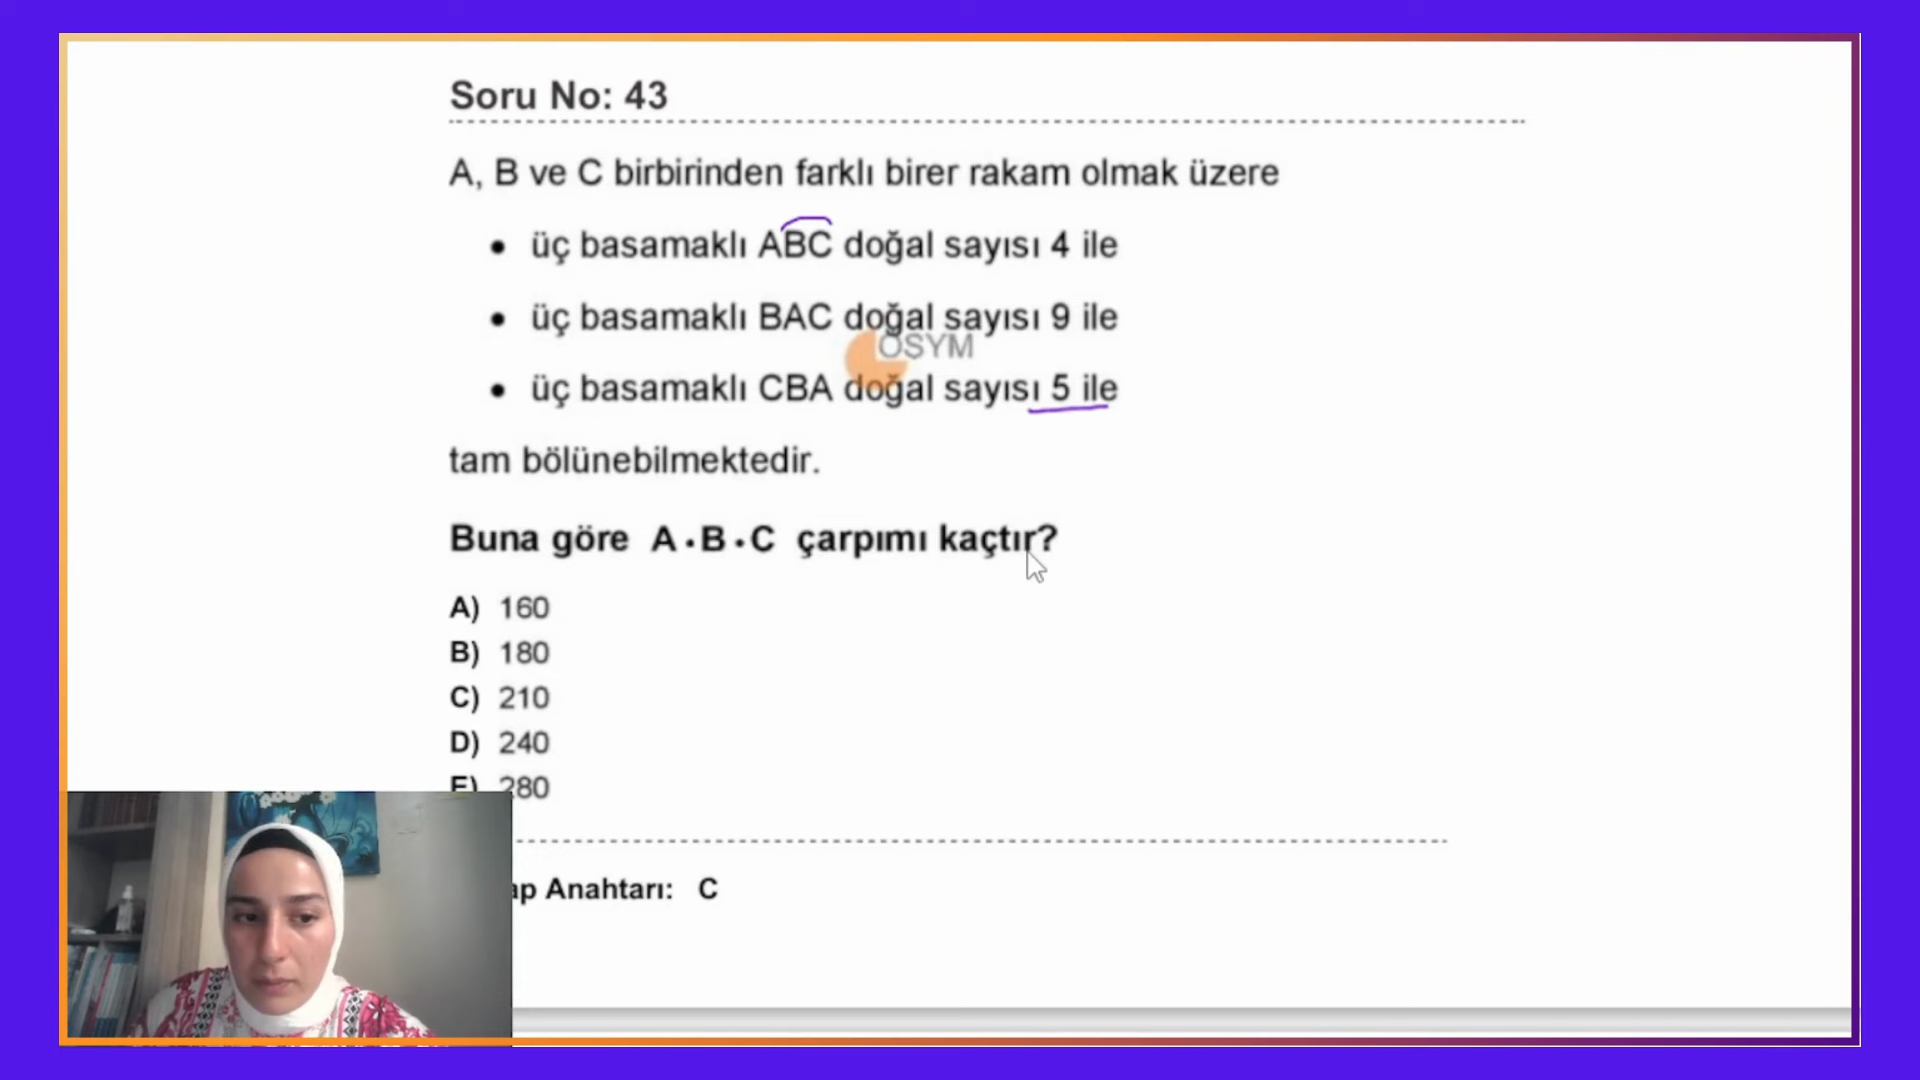 Soru No: 43
A, B ve C birbirinden farklı birer rakam olmak üzere
• üç basamaklı ABC doğal sayısı 4 ile
• üç basamaklı BAC doğal sayısı 9 ile
ÖSYM
• üç basamaklı CBA doğal sayısı 5 ile
tam bölünebilmektedir.
Buna göre A·B·C çarpımı kaçtır?
A) 160
B) 180
C) 210
D) 240
E) 280
Anahtarı: C